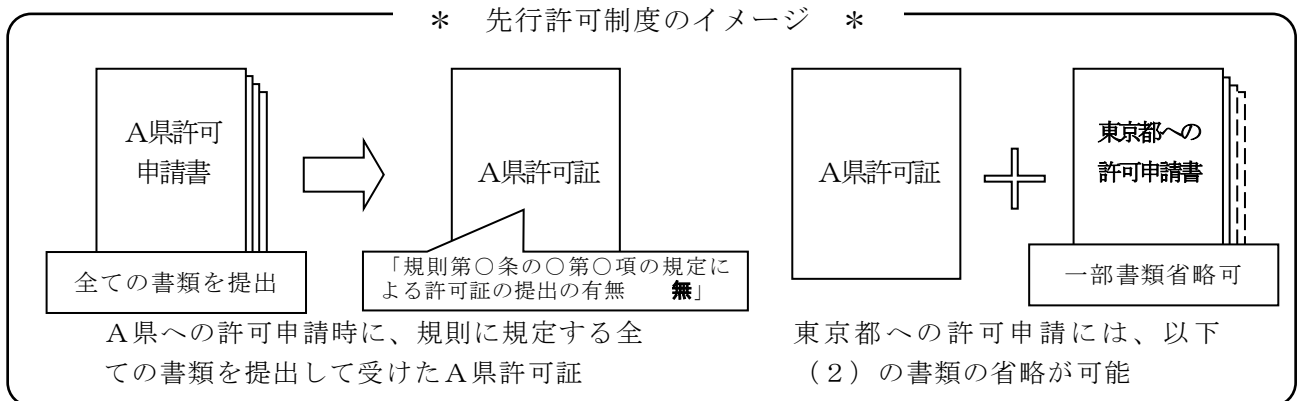 ＊　先行許可制度のイメージ　＊
Ａ県許可
申請書
全ての書類を提出
Ａ県許可証
「規則第○条の○第○項の規定に
よる許可証の提出の有無　　無」
Ａ県への許可申請時に、規則に規定する全
ての書類を提出して受けたＡ県許可証
Ａ県許可証
東京都への
許可申請書
一部書類省略可
東京都への許可申請には、以下
（２）の書類の省略が可能